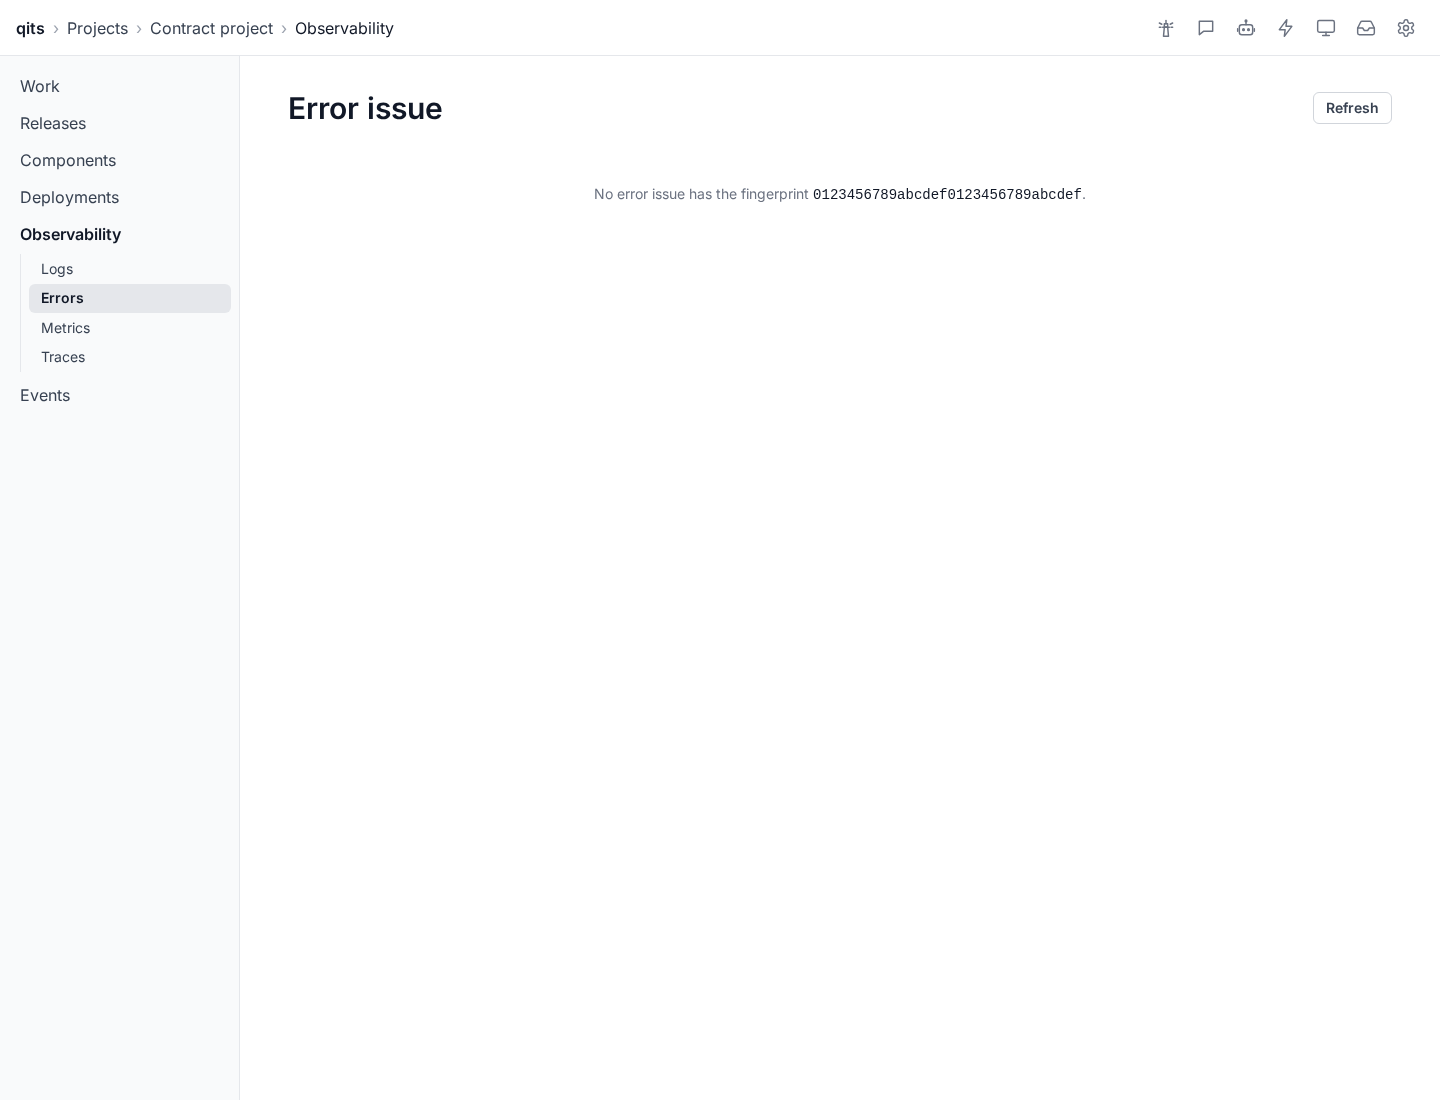 qits › Projects › Contract project › Observability
Work
Releases
Components
Deployments
Observability
Logs
Errors
Metrics
Traces
Events
Error issue
Refresh
No error issue has the fingerprint 0123456789abcdef0123456789abcdef.